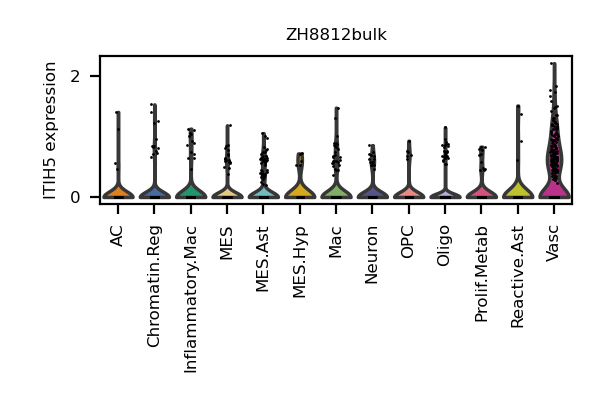 ZH8812bulk
ITIH5 expression
2
0
AC
Chromatin.Reg
Inflammatory.Mac
MES
MES.Ast
MES.Hyp
Mac
Neuron
OPC
Oligo
Prolif.Metab
Reactive.Ast
Vasc